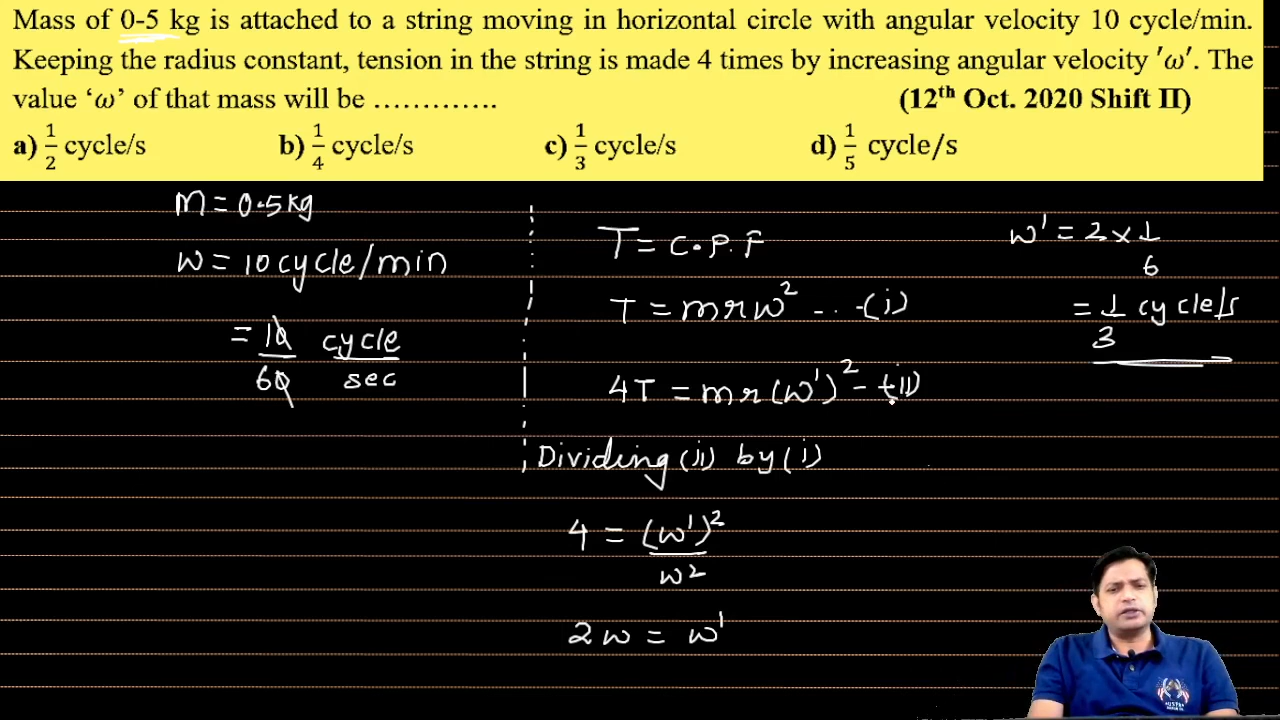 Mass of 0-5 kg is attached to a string moving in horizontal circle with angular velocity 10 cycle/min.
Keeping the radius constant, tension in the string is made 4 times by increasing angular velocity 'ω'. The
value ‘ω’ of that mass will be ………….
(12th Oct. 2020 Shift II)
a) 1/2 cycle/s b) 1/4 cycle/s c) 1/3 cycle/s d) 1/5 cycle/s
m = 0.5 kg
w = 10 cycle/min
= 10/60 cycle/sec
T = C.P.F
T = mrw² - .. -(i)
4T = mr(w')² - (ii)
Dividing (ii) by (i)
4 = (w')²/w²
2w = w'
w' = 2 × 1/6
= 1/3 cycle/s